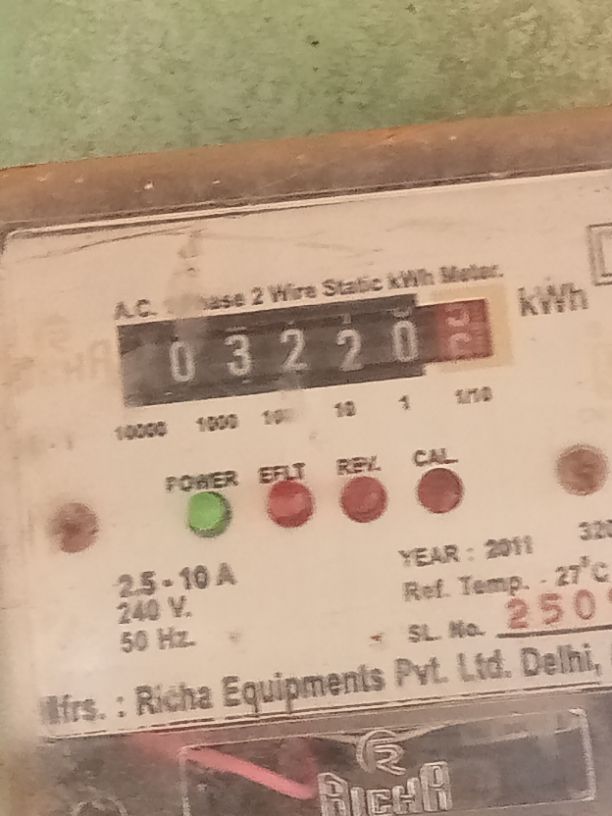 A.C. Phase 2 Wire Static kWh Meter.
03220 kWh
10000 1000 10 1 1/10
POWER EFLT REV. CAL.
2.5 - 10 A
240 V.
50 Hz.
YEAR : 2011 320
Ref. Temp. - 27°C
SL. No. 250
Mfrs. : Richa Equipments Pvt. Ltd. Delhi,
RICHA